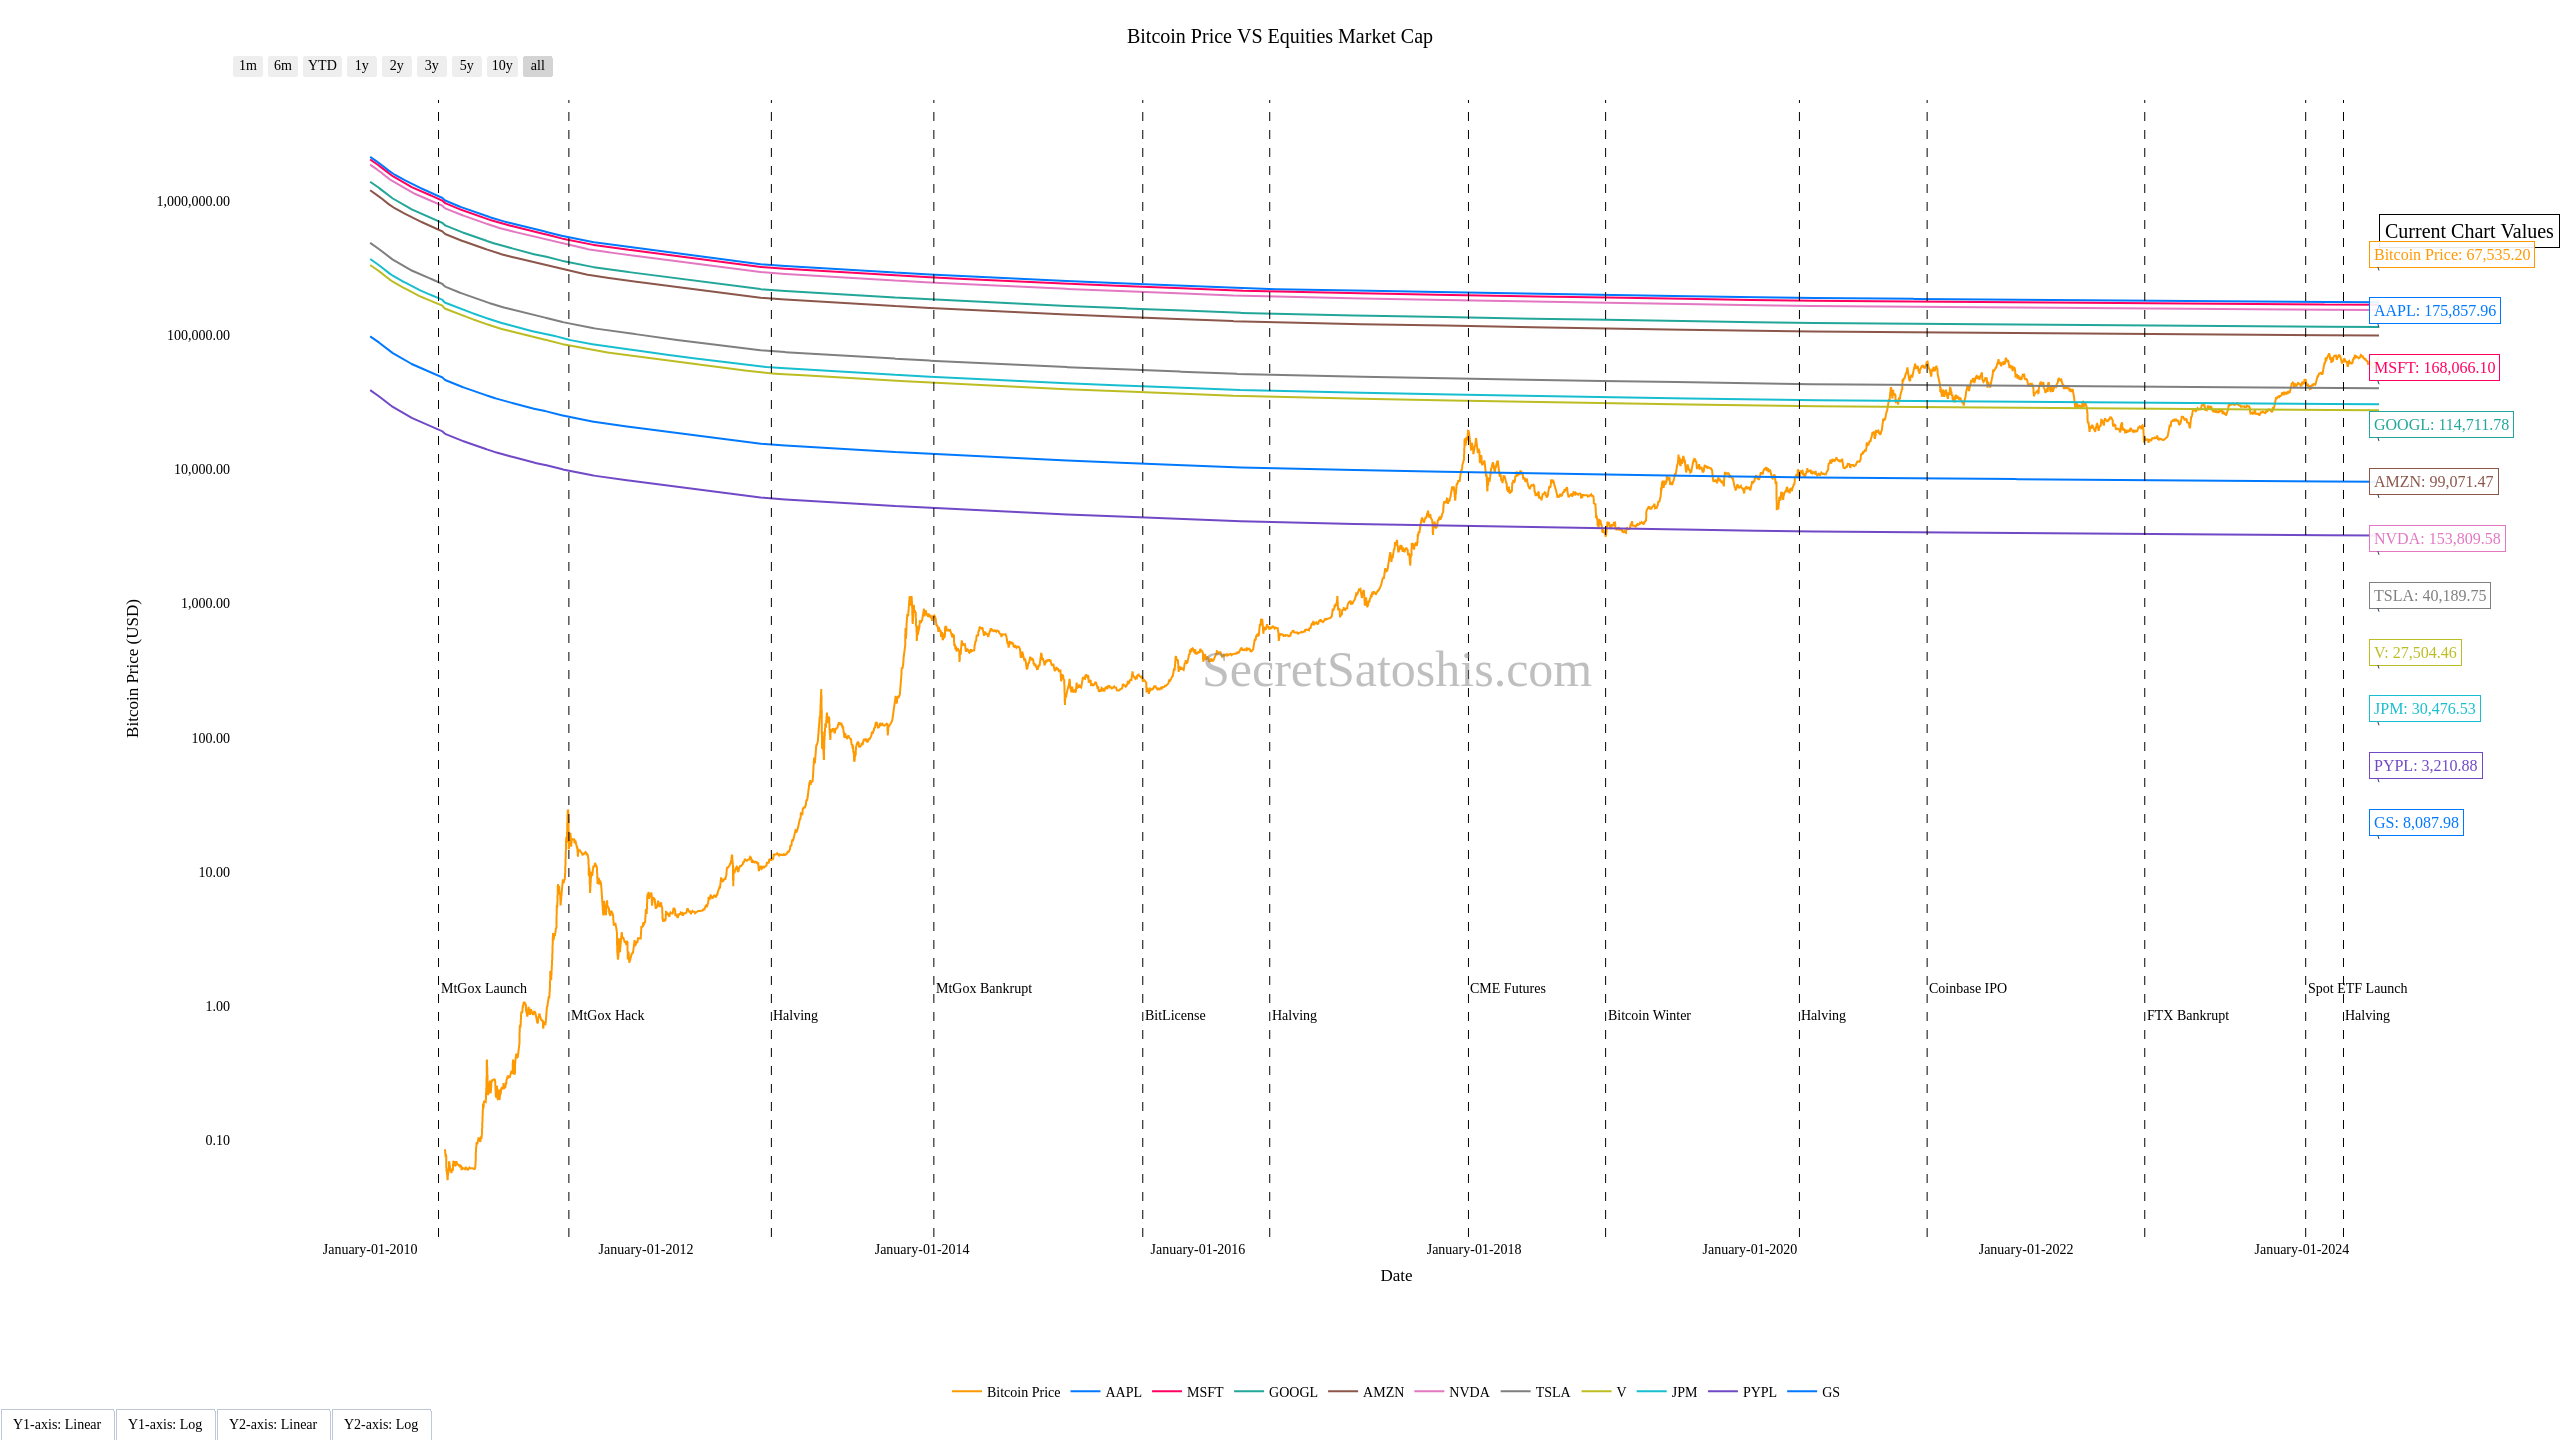 Bitcoin Price VS Equities Market Cap
1m 6m YTD 1y 2y 3y 5y 10y all
1,000,000.00
100,000.00
10,000.00
1,000.00
100.00
10.00
1.00
0.10
Bitcoin Price (USD)
Current Chart Values
Bitcoin Price: 67,535.20
AAPL: 175,857.96
MSFT: 168,066.10
GOOGL: 114,711.78
AMZN: 99,071.47
NVDA: 153,809.58
TSLA: 40,189.75
V: 27,504.46
JPM: 30,476.53
PYPL: 3,210.88
GS: 8,087.98
SecretSatoshis.com
MtGox Launch
MtGox Hack
Halving
MtGox Bankrupt
BitLicense
Halving
CME Futures
Bitcoin Winter
Halving
Coinbase IPO
FTX Bankrupt
Spot ETF Launch
Halving
January-01-2010 January-01-2012 January-01-2014 January-01-2016 January-01-2018 January-01-2020 January-01-2022 January-01-2024
Date
Bitcoin Price AAPL MSFT GOOGL AMZN NVDA TSLA V JPM PYPL GS
Y1-axis: Linear Y1-axis: Log Y2-axis: Linear Y2-axis: Log